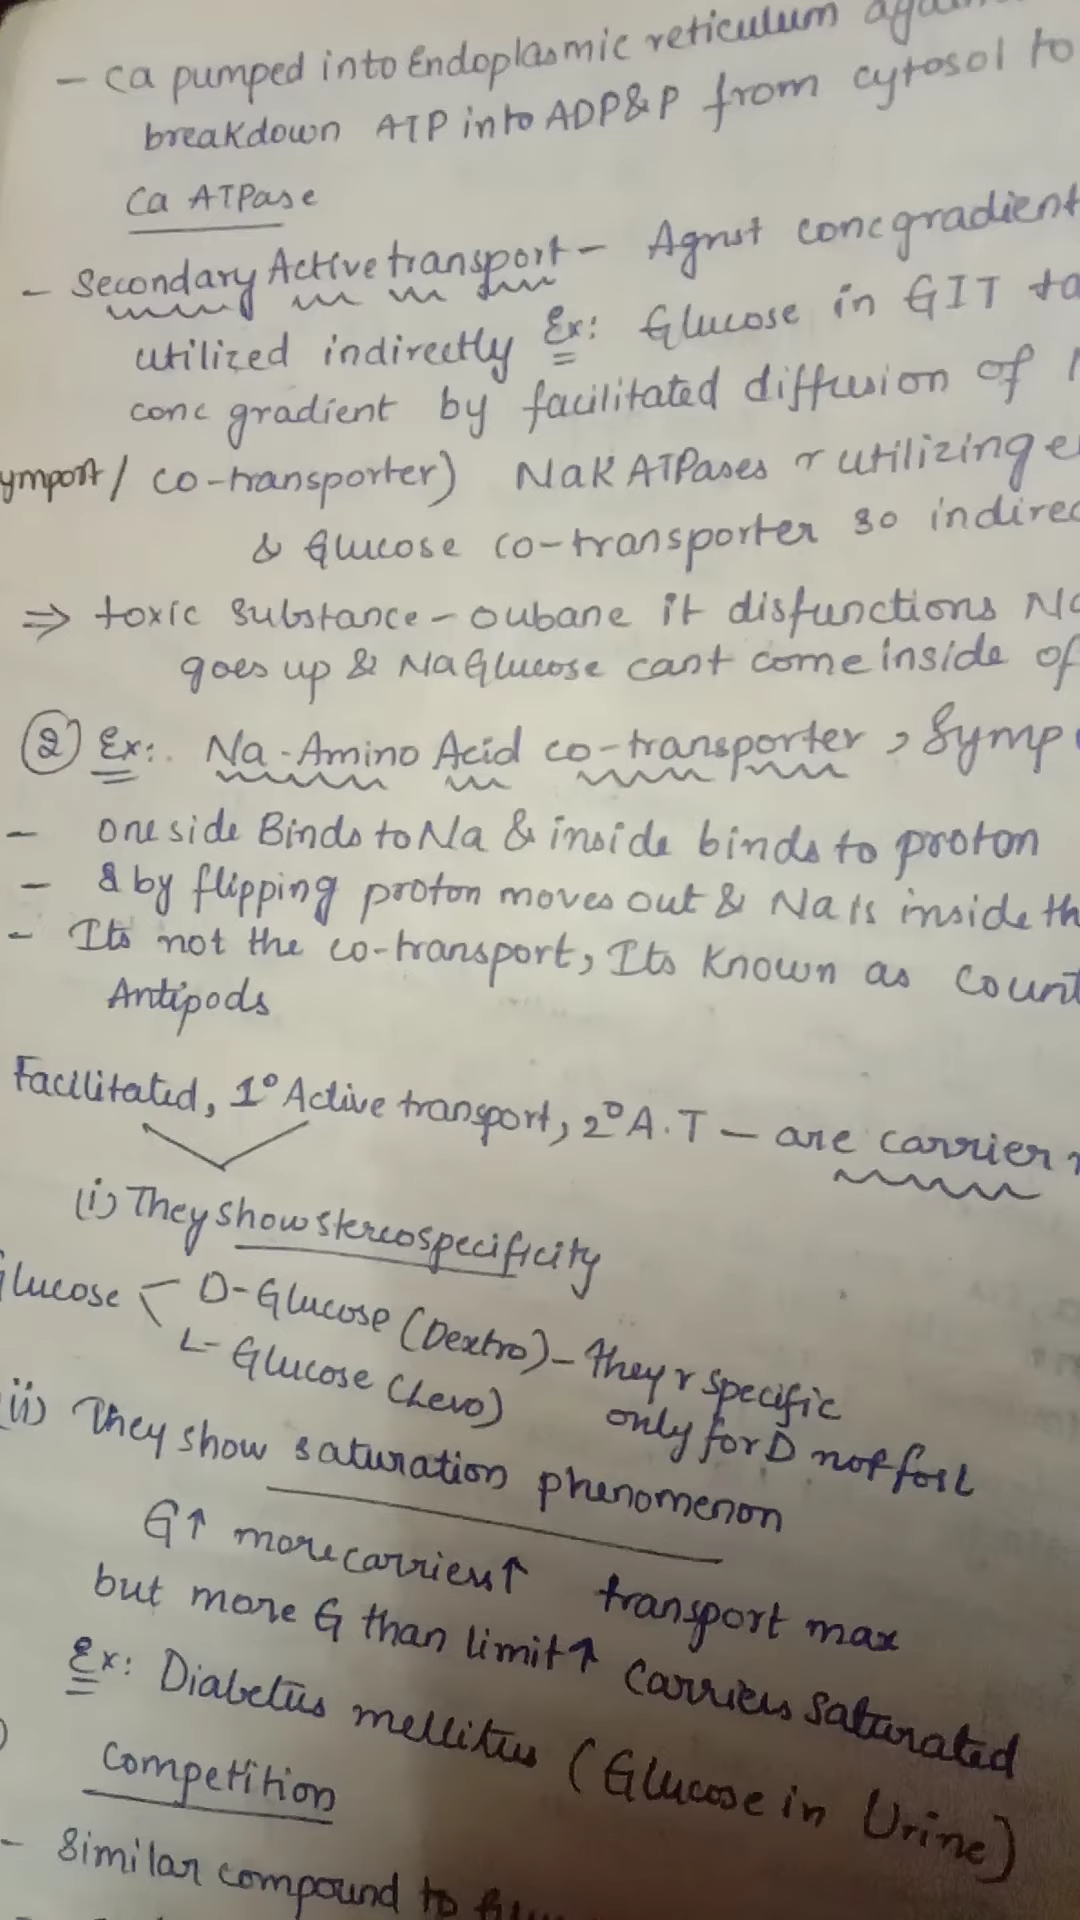 - Ca pumped into Endoplasmic reticulum
breakdown ATP into ADP&P from cytosol to
Ca ATPase
- Secondary Active transport - Agnst conc gradient
utilized indirectly Ex: Glucose in GIT
conc gradient by facilitated diffusion of
ymport / co-transporter) NaK ATPases r utilizing
& Glucose co-transporter so
⇒ toxic substance - oubane it disfunctions
goes up & NaGlucose cant come inside of
② Ex:. Na-Amino Acid co-transporter, Symp
- one side Binds to Na & inside binds to proton
- & by flipping proton moves out & Na is inside
- Its not the co-transport, Its Known as Count
Antipods
Facilitated, 1° Active transport, 2° A.T - are carrier
(i) They show stereospecificity
Glucose < D-Glucose (Dextro) - they r specific
L-Glucose (Levo) only for D not for L
(ii) They show saturation phenomenon
G↑ more carriers↑ transport max
but more G than limit↑ carriers saturated
Ex: Diabetus mellitus (Glucose in Urine)
Competition
- Similar compound to